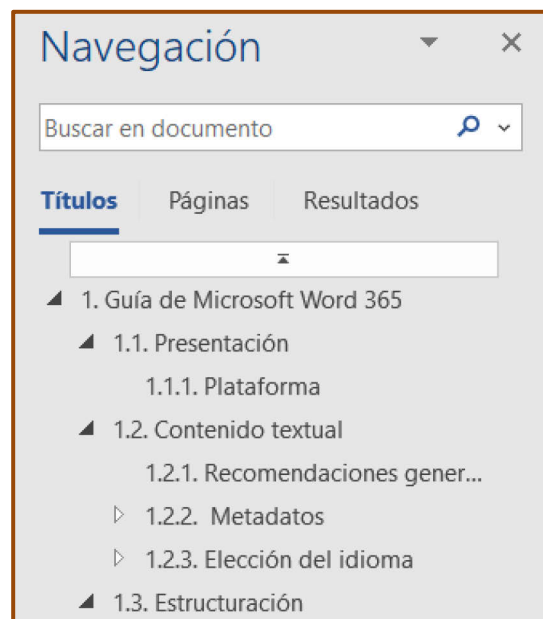 Navegación
Buscar en documento
Títulos Páginas Resultados
1. Guía de Microsoft Word 365
1.1. Presentación
1.1.1. Plataforma
1.2. Contenido textual
1.2.1. Recomendaciones gener...
1.2.2. Metadatos
1.2.3. Elección del idioma
1.3. Estructuración